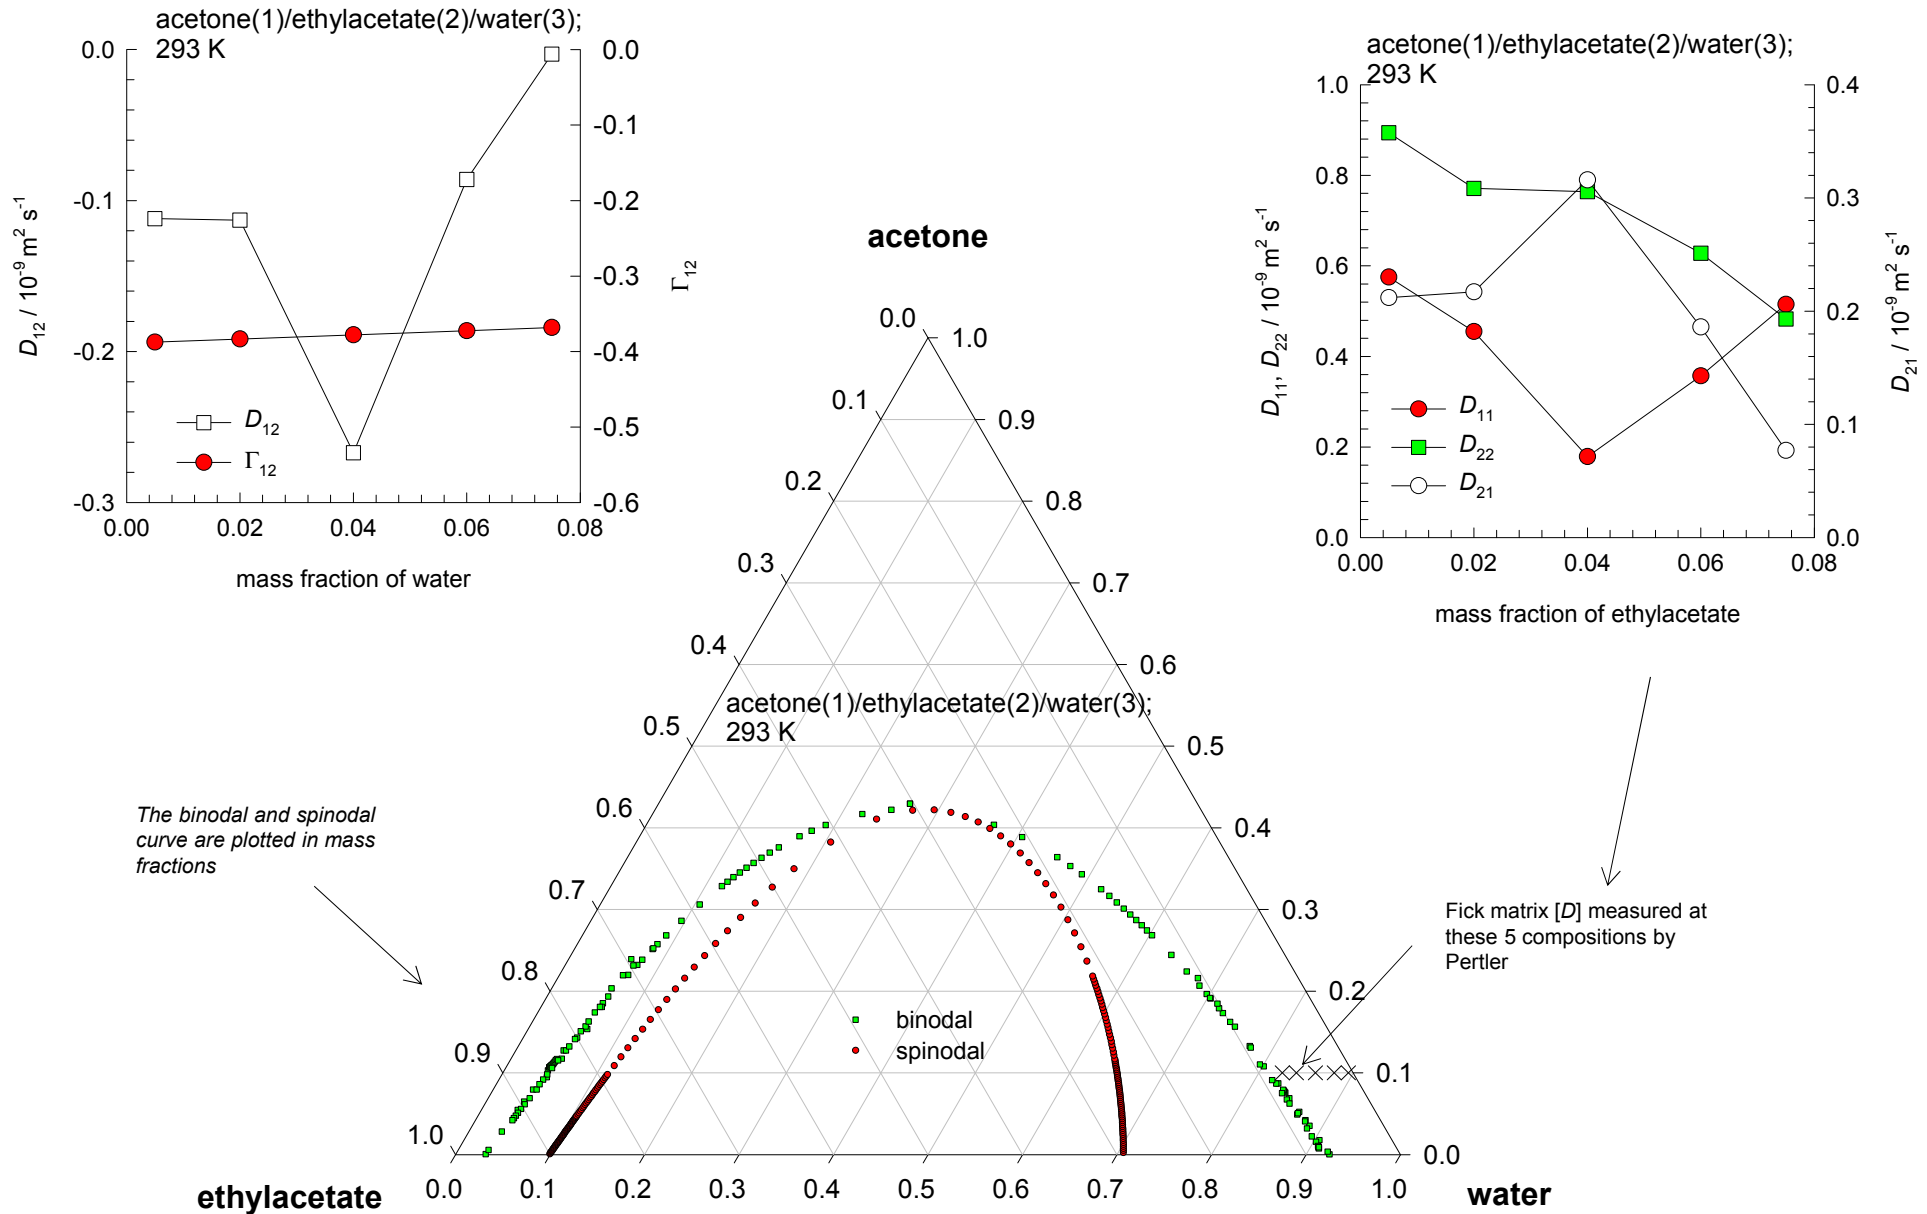 acetone(1)/ethylacetate(2)/water(3);
293 K
0.0
-0.1
-0.2
-0.3
D12 / 10-9 m2 s-1
0.0
-0.1
-0.2
-0.3
-0.4
-0.5
-0.6
Γ12
D12
Γ12
0.00 0.02 0.04 0.06 0.08
mass fraction of water
acetone(1)/ethylacetate(2)/water(3);
293 K
1.0
0.8
0.6
0.4
0.2
0.0
D11, D22 / 10-9 m2 s-1
0.4
0.3
0.2
0.1
0.0
D21 / 10-9 m2 s-1
D11
D22
D21
0.00 0.02 0.04 0.06 0.08
mass fraction of ethylacetate
acetone
0.0
0.1
0.2
0.3
0.4
0.5
0.6
0.7
0.8
0.9
1.0
1.0
0.9
0.8
0.7
0.6
0.5
0.4
0.3
0.2
0.1
0.0
acetone(1)/ethylacetate(2)/water(3);
293 K
The binodal and spinodal
curve are plotted in mass
fractions
Fick matrix [D] measured at
these 5 compositions by
Pertler
binodal
spinodal
0.0 0.1 0.2 0.3 0.4 0.5 0.6 0.7 0.8 0.9 1.0
ethylacetate
water